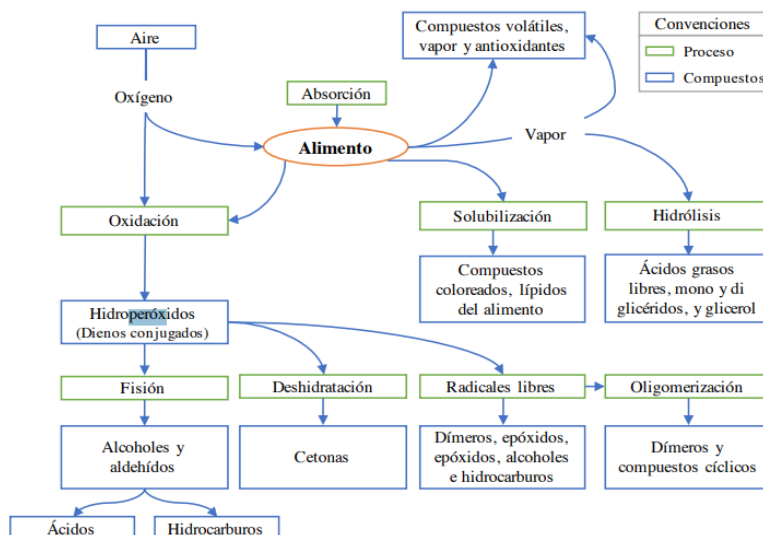 Aire
Compuestos volátiles,
vapor y antioxidantes
Convenciones
Proceso
Compuestos
Oxígeno
Absorción
Alimento
Vapor
Oxidación
Solubilización
Hidrólisis
Compuestos
coloreados, lípidos
del alimento
Ácidos grasos
libres, mono y di
glicéridos, y glicerol
Hidroperóxidos
(Dienos conjugados)
Fisión
Deshidratación
Radicales libres
Oligomerización
Alcoholes y
aldehídos
Cetonas
Dímeros, epóxidos,
epóxidos, alcoholes
e hidrocarburos
Dímeros y
compuestos cíclicos
Ácidos
Hidrocarburos